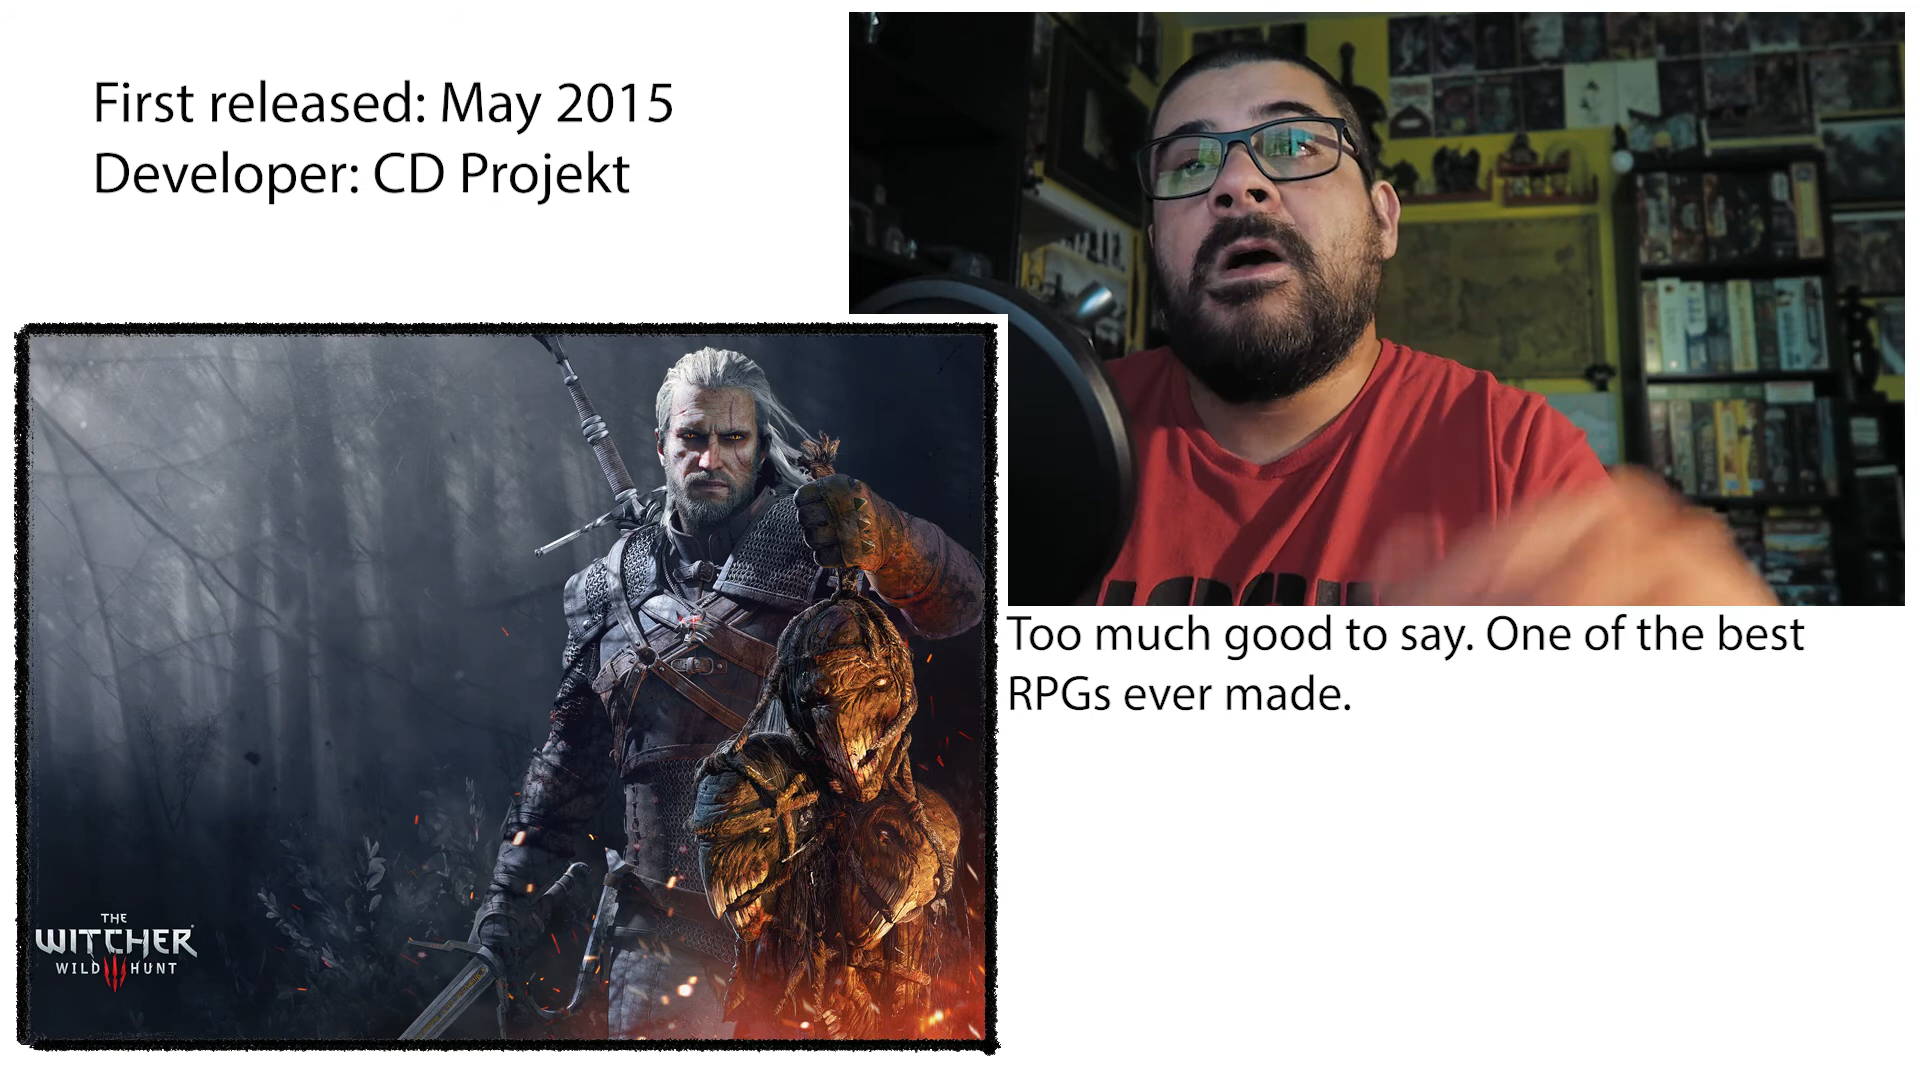 First released: May 2015
Developer: CD Projekt
THE
WITCHER
WILD HUNT
Too much good to say. One of the best
RPGs ever made.